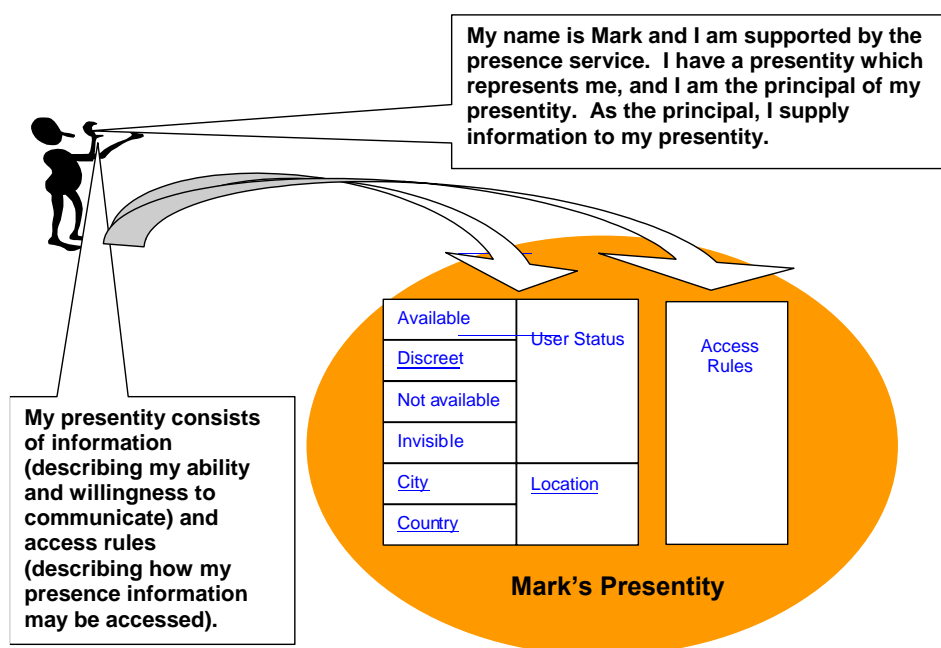 My name is Mark and I am supported by the
presence service.  I have a presentity which
represents me, and I am the principal of my
presentity.  As the principal, I supply
information to my presentity.
Available
Discreet
Not available
Invisible
City
Country
User Status
Location
Access
Rules
My presentity consists
of information
(describing my ability
and willingness to
communicate) and
access rules
(describing how my
presence information
may be accessed).
Mark's Presentity